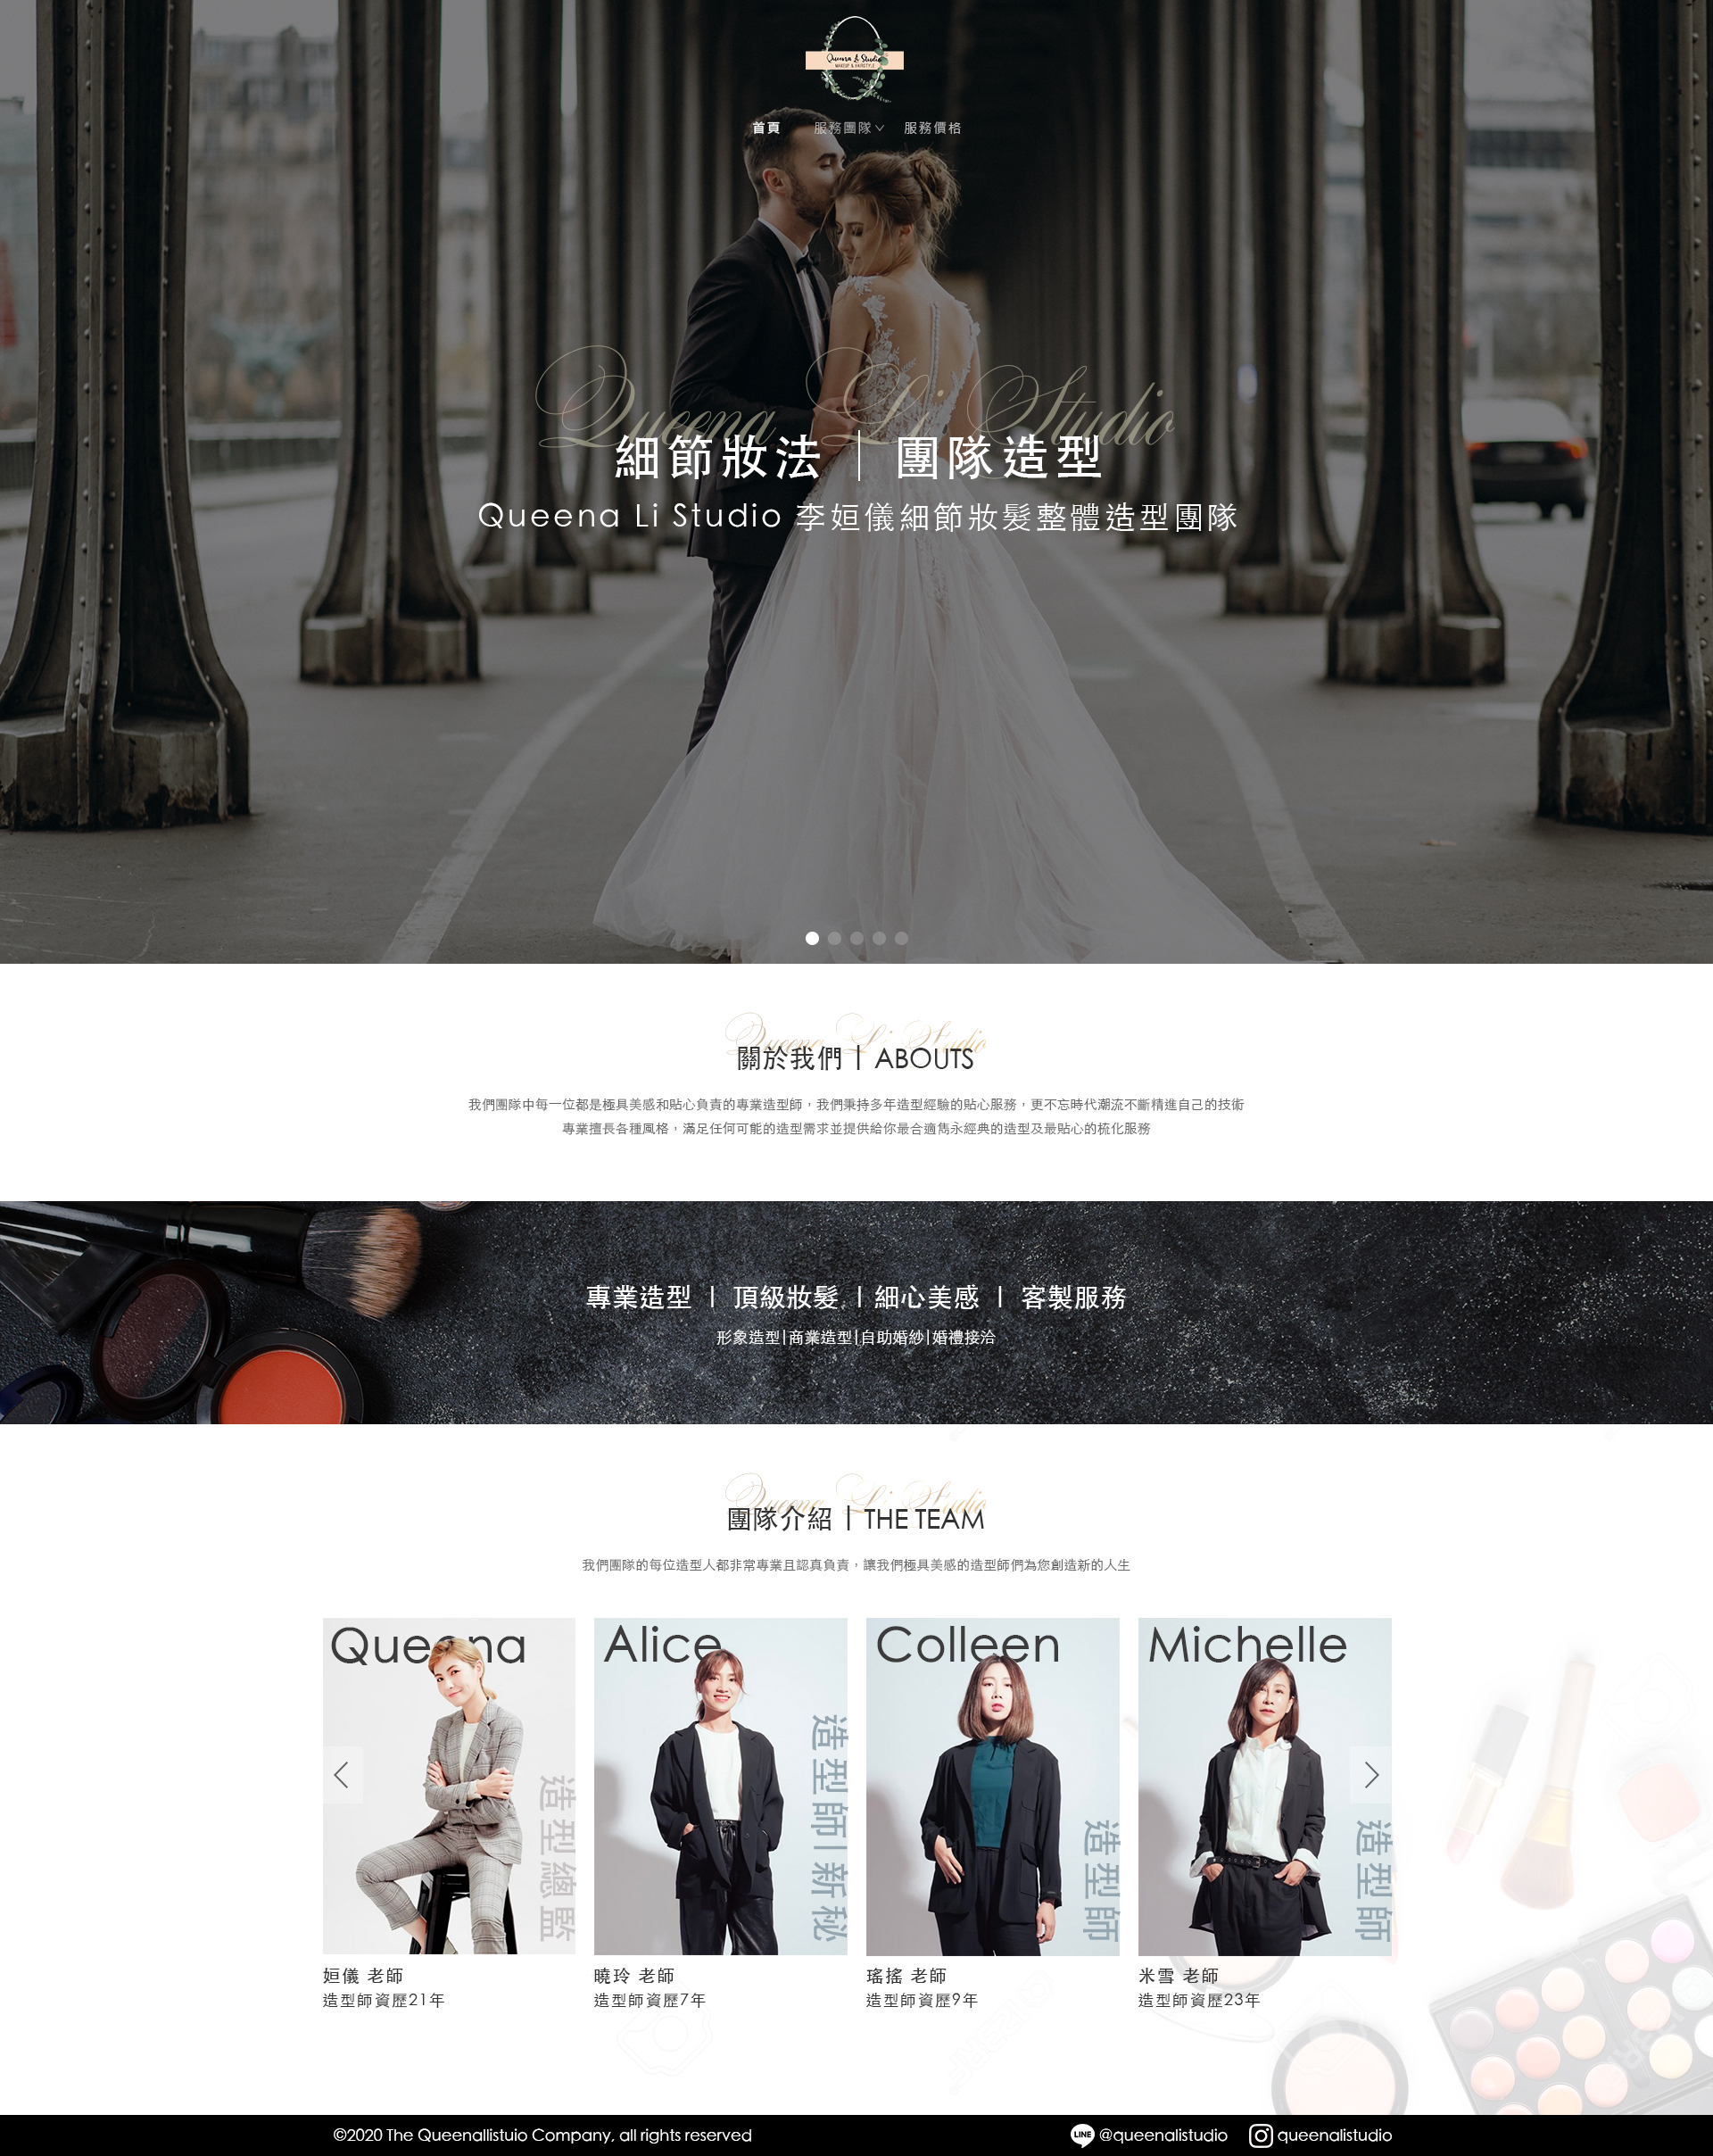 Queena Li Studio
MAKEUP & HAIRSTYLE
首頁 服務團隊 服務價格
Queena Li Studio
細節妝法｜團隊造型
Queena Li Studio 李姮儀細節妝髮整體造型團隊
Queena Li Studio
關於我們｜ABOUTS
我們團隊中每一位都是極具美感和貼心負責的專業造型師，我們秉持多年造型經驗的貼心服務，更不忘時代潮流不斷精進自己的技術
專業擅長各種風格，滿足任何可能的造型需求並提供給你最合適雋永經典的造型及最貼心的梳化服務
專業造型 | 頂級妝髮 | 細心美感 | 客製服務
形象造型|商業造型|自助婚紗|婚禮接洽
Queena Li Studio
團隊介紹｜THE TEAM
我們團隊的每位造型人都非常專業且認真負責，讓我們極具美感的造型師們為您創造新的人生
Queena
造型總監
姮儀 老師
造型師資歷21年
Alice
造型師|新秘
曉玲 老師
造型師資歷7年
Colleen
造型師
瑤搖 老師
造型師資歷9年
Michelle
造型師
米雪 老師
造型師資歷23年
©2020 The Queenallistuio Company, all rights reserved
LINE @queenalistudio queenalistudio